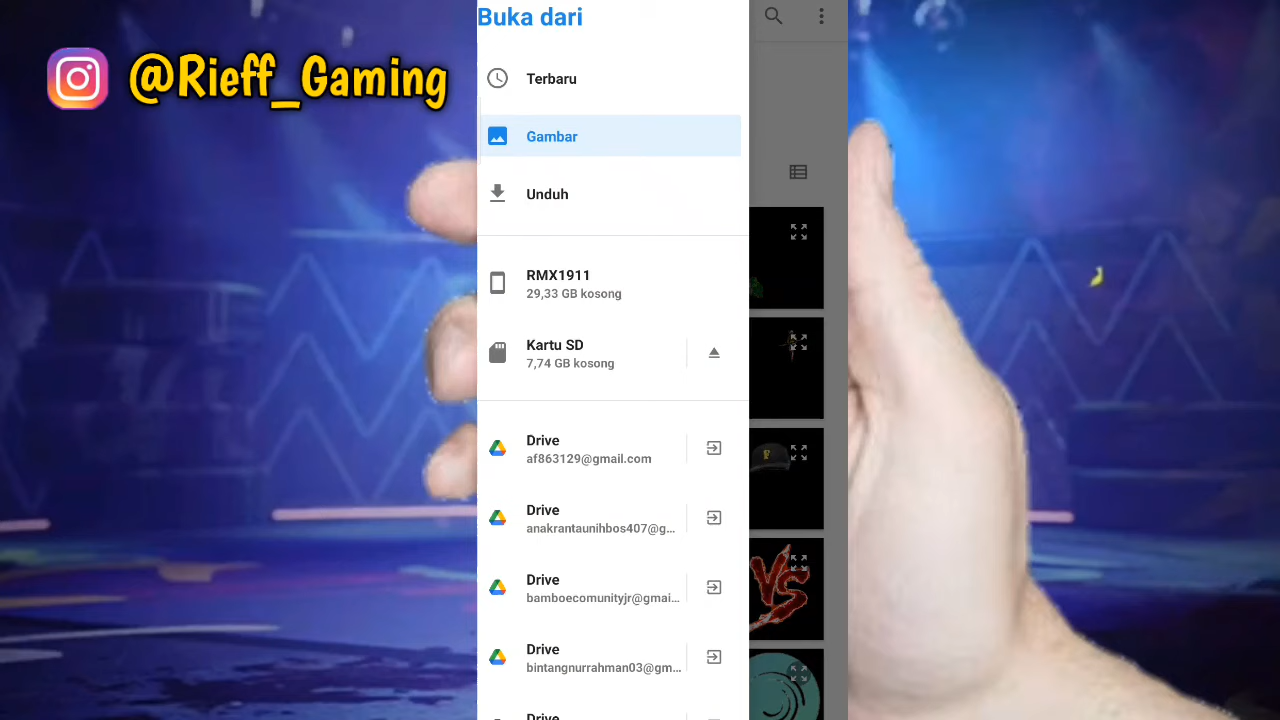 @Rieff_Gaming
Buka dari
Terbaru
Gambar
Unduh
RMX1911
29,33 GB kosong
Kartu SD
7,74 GB kosong
Drive
af863129@gmail.com
Drive
anakrantaunihbos407@g...
Drive
bamboecomunityjr@gmai...
Drive
bintangnurrahman03@gm...
Drive
VS